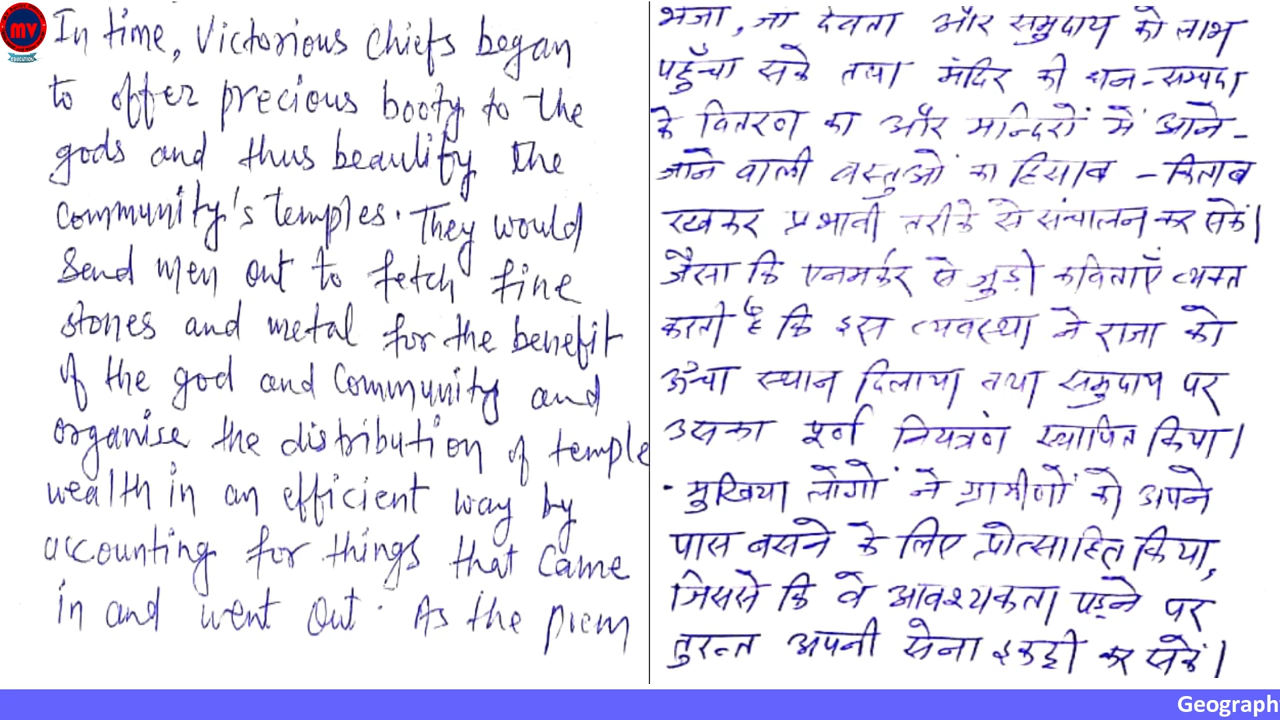 MV
EDUCATION
In time, Victorious chiefs began
to offer precious booty to the
gods and thus beautify the
Community's temples. They would
Send men out to fetch fine
stones and metal for the benefit
of the god and Community and
organise the distribution of temple
wealth in an efficient way by
accounting for things that came
in and went out. As the piem
भेजा, जो देवता और समुदाय को लाभ
पहुँचा सके तथा मंदिर की धन-सम्पदा
के वितरण का और मन्दिरों में आने-
जाने वाली वस्तुओं का हिसाब - किताब
रखकर प्रभावी तरीके से संचालन कर सकें।
जैसा कि एनमर्कर से जुड़ी कविताएँ व्यक्त
करती है कि इस व्यवस्था ने राजा को
ऊँचा स्थान दिलाया तथा समुदाय पर
उसका पूर्ण नियत्रंण स्थापित किया।
• मुखिया लोगों ने ग्रामीणों को अपने
पास बसने के लिए प्रोत्साहित किया,
जिससे कि वे आवश्यकता पड़ने पर
तुरन्त अपनी सेना इकट्ठी कर सकें।
Geograph